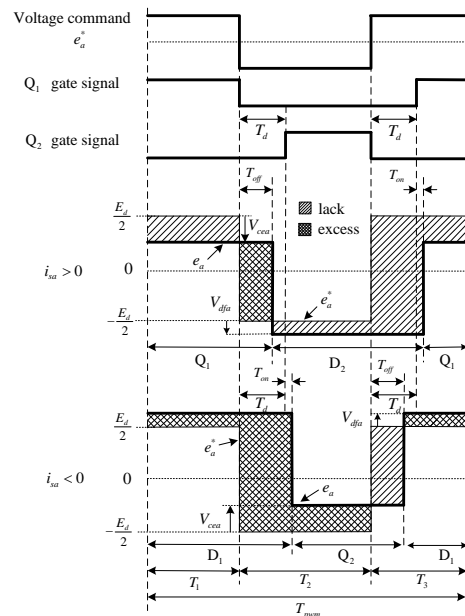 Voltage command
e_a^*
Q_1 gate signal
T_d T_d
Q_2 gate signal
T_off T_on
E_d/2 V_cea lack
excess
e_a
i_sa > 0 0
V_dfa e_a^*
-E_d/2
Q_1 D_2 Q_1
T_on T_off
T_d T_d
E_d/2 V_dfa
e_a^*
i_sa < 0 0
e_a
V_cea
-E_d/2
D_1 Q_2 D_1
T_1 T_2 T_3
T_pwm